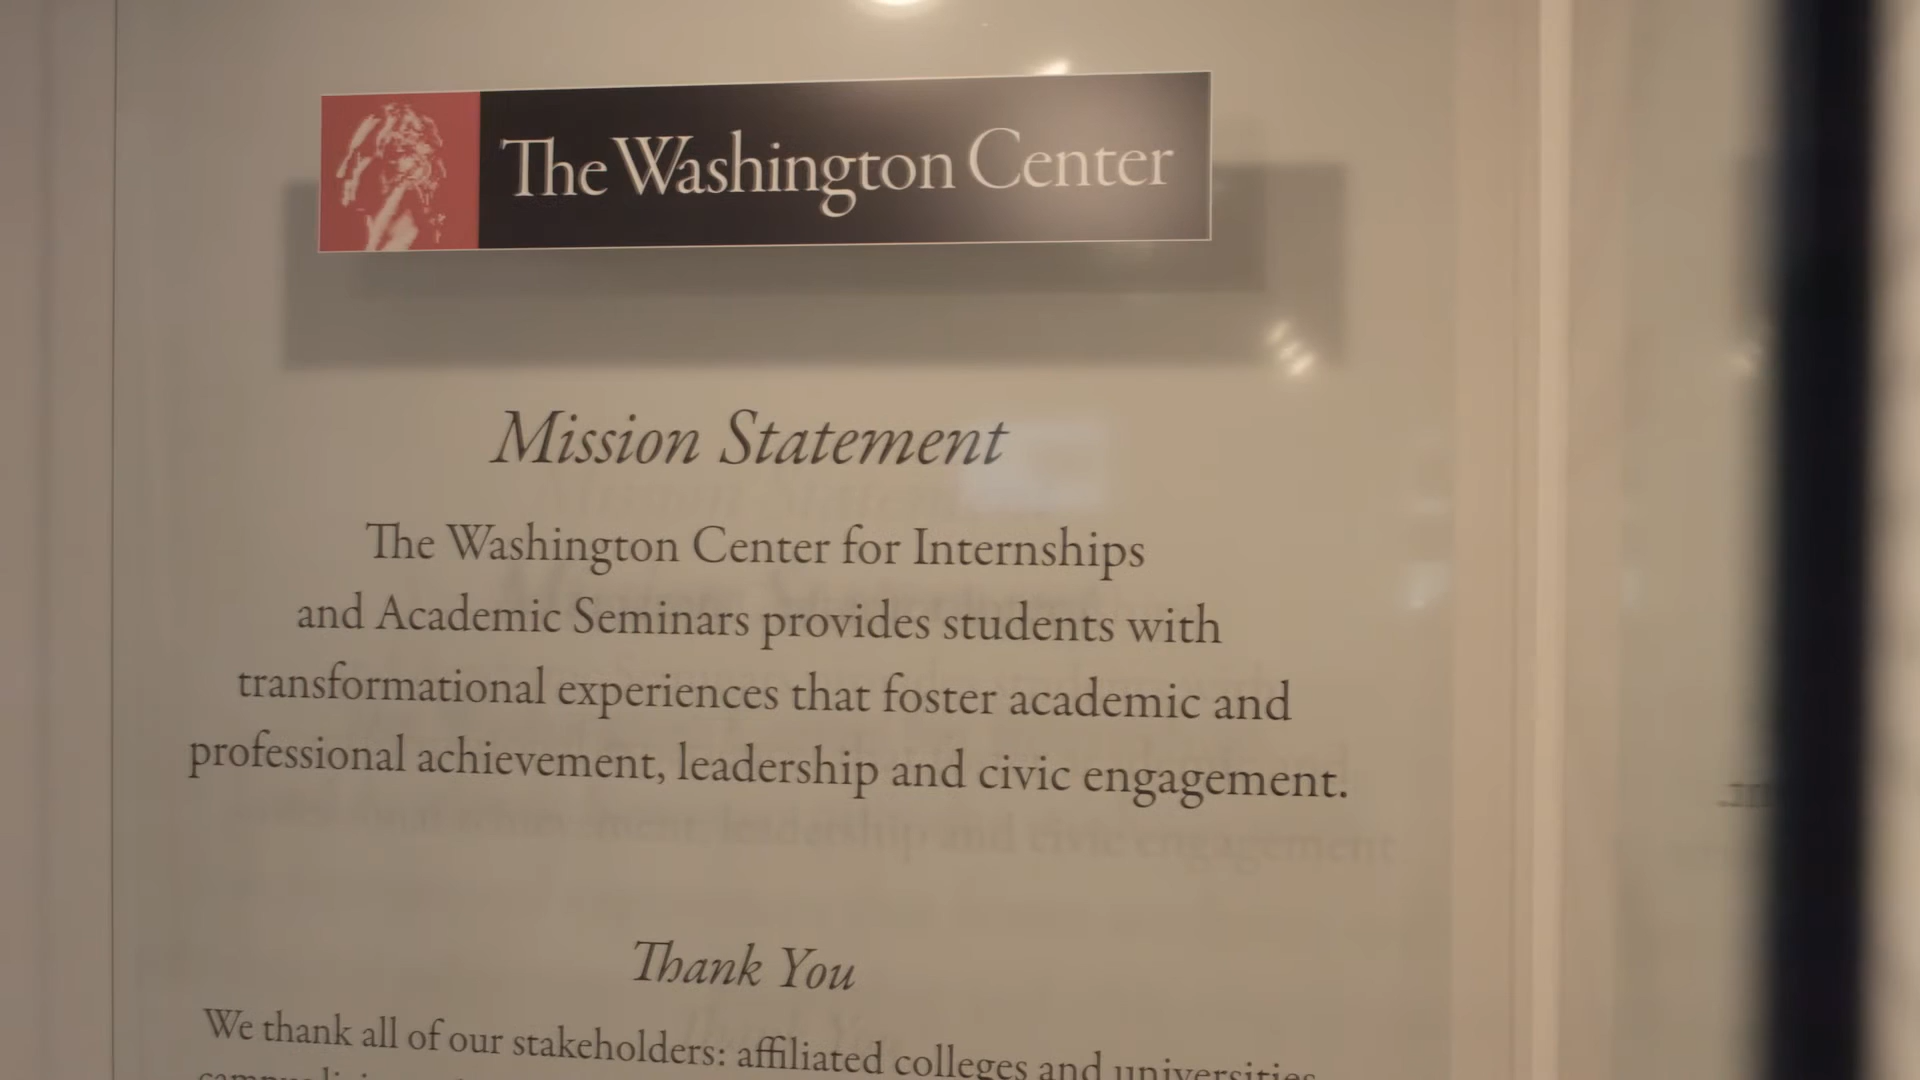 The Washington Center
Mission Statement
The Washington Center for Internships
and Academic Seminars provides students with
transformational experiences that foster academic and
professional achievement, leadership and civic engagement.
Thank You
We thank all of our stakeholders: affiliated colleges and universities